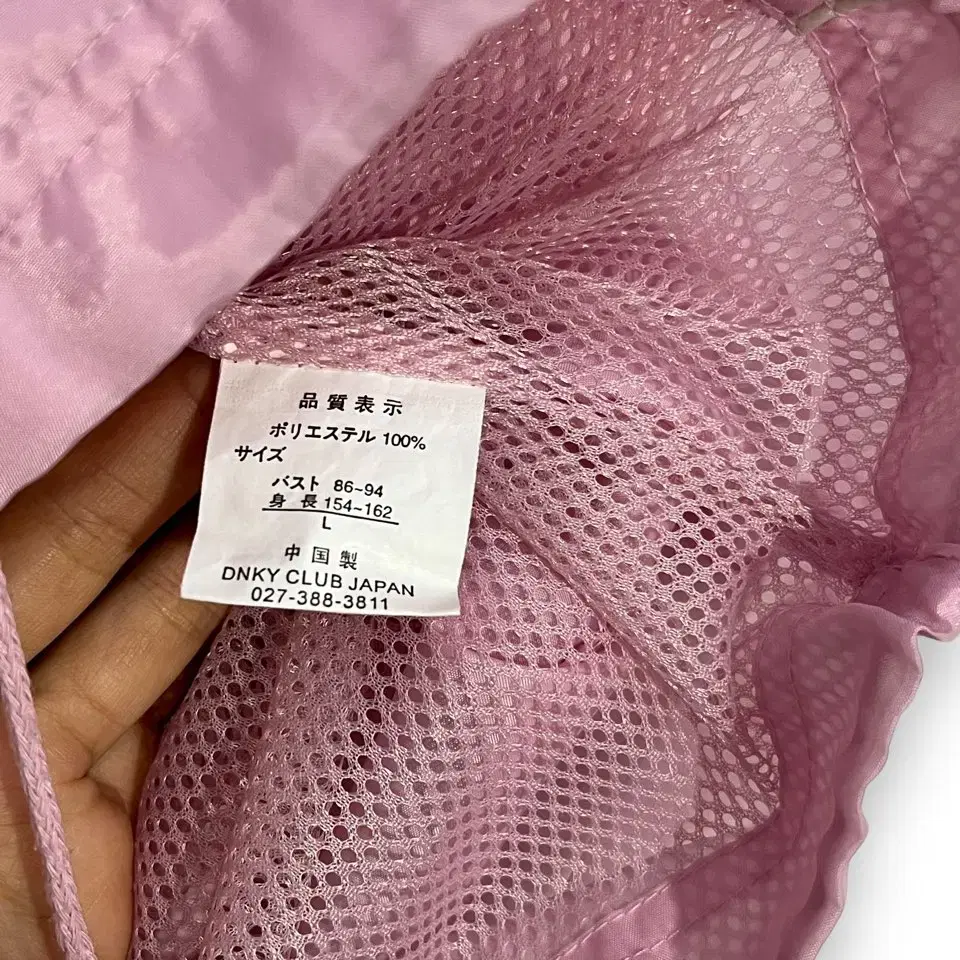 品質表示
ポリエステル 100%
サイズ
バスト 86~94
身長 154~162
L
中国製
DNKY CLUB JAPAN
027-388-3811